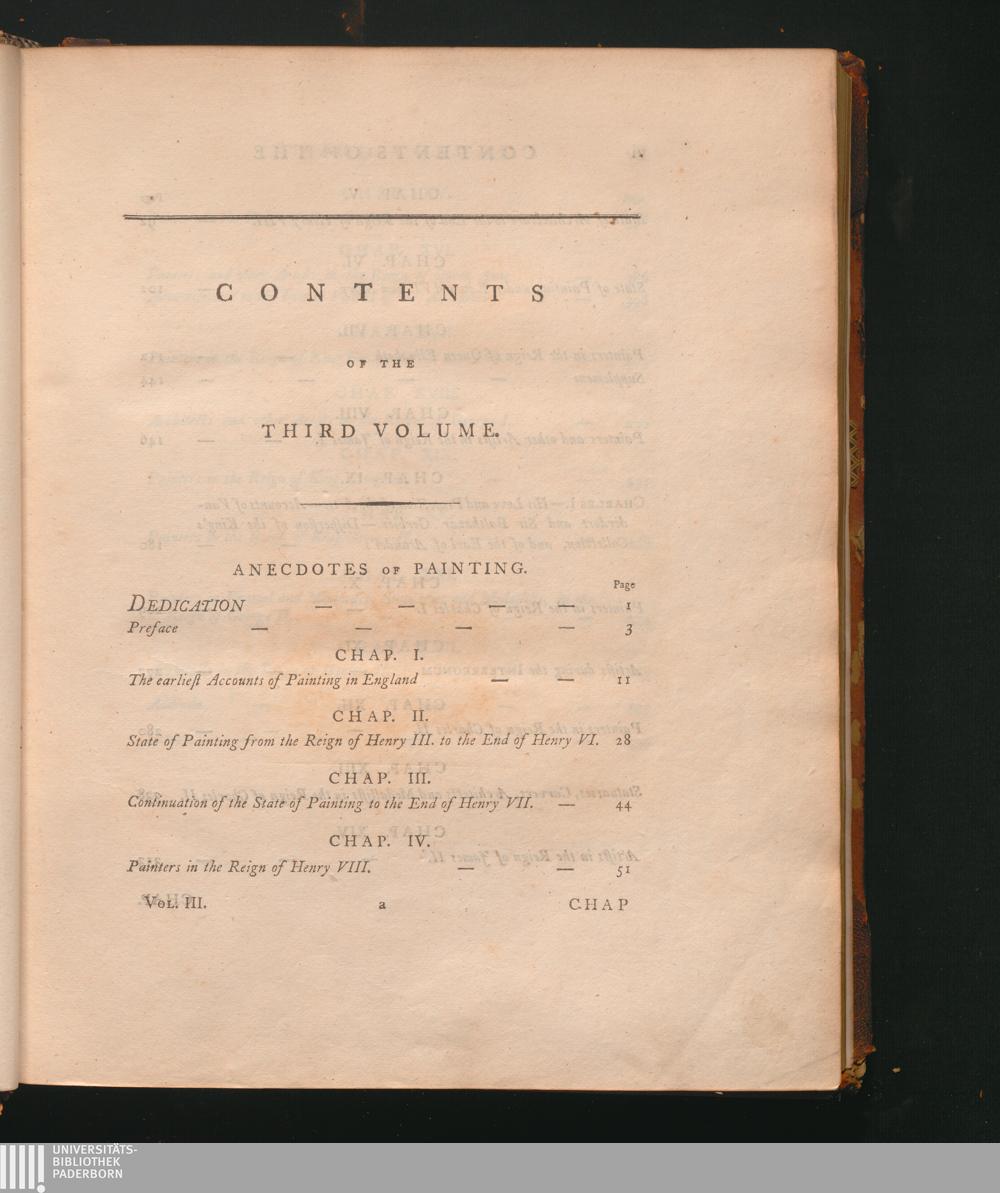 CONTENTS
OF THE
THIRD VOLUME.
ANECDOTES OF PAINTING.
Page
DEDICATION — — — — 1
Preface — — — — 3
CHAP. I.
The earlieſt Accounts of Painting in England — — 11
CHAP. II.
State of Painting from the Reign of Henry III. to the End of Henry VI. 28
CHAP. III.
Continuation of the State of Painting to the End of Henry VII. — 44
CHAP. IV.
Painters in the Reign of Henry VIII. — — 51
VOL. III. a CHAP
UNIVERSITÄTS-
BIBLIOTHEK
PADERBORN